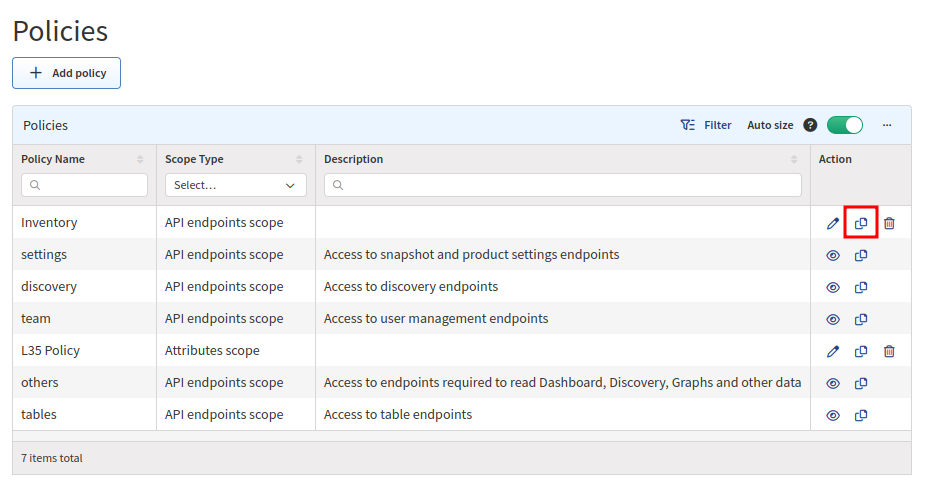 Policies
+ Add policy
Policies Filter Auto size ? ...
Policy Name Scope Type Description Action
Select...
Inventory API endpoints scope
settings API endpoints scope Access to snapshot and product settings endpoints
discovery API endpoints scope Access to discovery endpoints
team API endpoints scope Access to user management endpoints
L35 Policy Attributes scope
others API endpoints scope Access to endpoints required to read Dashboard, Discovery, Graphs and other data
tables API endpoints scope Access to table endpoints
7 items total